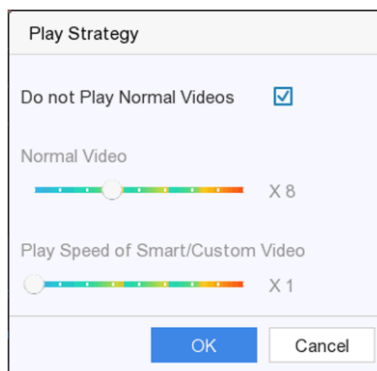 Play Strategy
Do not Play Normal Videos
Normal Video
X 8
Play Speed of Smart/Custom Video
X 1
OK
Cancel